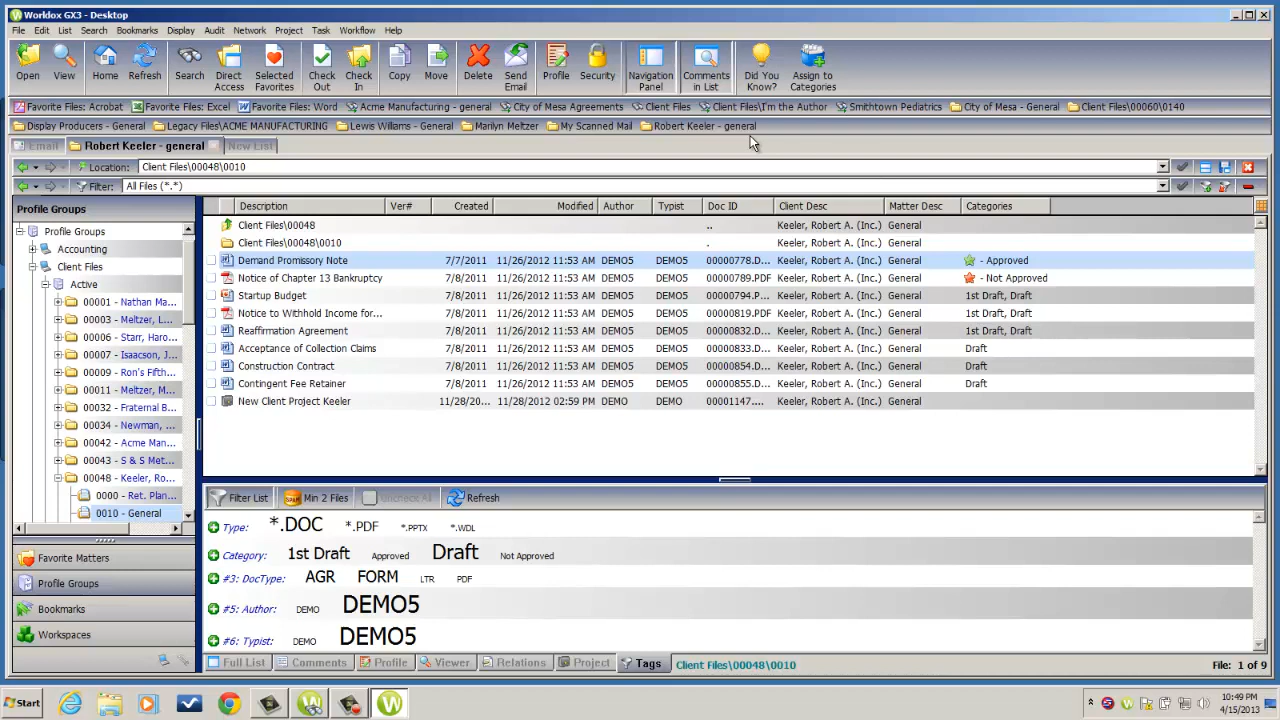 Worldox GX3 - Desktop
File Edit List Search Bookmarks Display Audit Network Project Task Workflow Help
Open View Home Refresh Search Direct Access Selected Favorites Check Out Check In Copy Move Delete Send Email Profile Security Navigation Panel Comments in List Did You Know Assign to Categories
Favorite Files: Acrobat Favorite Files: Excel Favorite Files: Word Acme Manufacturing - general City of Mesa Agreements Client Files Client Files\I'm the Author Smithtown Pediatrics City of Mesa - General Client Files\00060\0140
Display Producers - General Legacy Files\ACME MANUFACTURING Lewis Williams - General Marilyn Meltzer My Scanned Mail Robert Keeler - general
Email Robert Keeler - general New List
Location: Client Files\00048\0010
Filter: All Files (*.*)
Profile Groups
Profile Groups
Accounting
Client Files
Active
00001 - Nathan Ma...
00003 - Meltzer, L...
00006 - Starr, Haro...
00007 - Isaacson, J...
00009 - Ron's Fifth...
00011 - Meltzer, M...
00032 - Fraternal B...
00034 - Newman, ...
00042 - Acme Man...
00043 - S & S Met...
00048 - Keeler, Ro...
0000 - Ret. Plan...
0010 - General
Favorite Matters
Profile Groups
Bookmarks
Workspaces
Description Ver# Created Modified Author Typist Doc ID Client Desc Matter Desc Categories
Client Files\00048 .. Keeler, Robert A. (Inc.) General
Client Files\00048\0010 . Keeler, Robert A. (Inc.) General
Demand Promissory Note 7/7/2011 11/26/2012 11:53 AM DEMO5 DEMO5 00000778.D... Keeler, Robert A. (Inc.) General - Approved
Notice of Chapter 13 Bankruptcy 7/8/2011 11/26/2012 11:53 AM DEMO5 DEMO5 00000789.PDF Keeler, Robert A. (Inc.) General - Not Approved
Startup Budget 7/8/2011 11/26/2012 11:53 AM DEMO5 DEMO5 00000794.P... Keeler, Robert A. (Inc.) General 1st Draft, Draft
Notice to Withhold Income for... 7/8/2011 11/26/2012 11:53 AM DEMO5 DEMO5 00000819.PDF Keeler, Robert A. (Inc.) General 1st Draft, Draft
Reaffirmation Agreement 7/8/2011 11/26/2012 11:53 AM DEMO5 DEMO5 00000832.D... Keeler, Robert A. (Inc.) General 1st Draft, Draft
Acceptance of Collection Claims 7/8/2011 11/26/2012 11:53 AM DEMO5 DEMO5 00000833.D... Keeler, Robert A. (Inc.) General Draft
Construction Contract 7/8/2011 11/26/2012 11:53 AM DEMO5 DEMO5 00000854.D... Keeler, Robert A. (Inc.) General Draft
Contingent Fee Retainer 7/8/2011 11/26/2012 11:53 AM DEMO5 DEMO5 00000855.D... Keeler, Robert A. (Inc.) General Draft
New Client Project Keeler 11/28/20... 11/28/2012 02:59 PM DEMO DEMO 00001147.... Keeler, Robert A. (Inc.) General
Filter List Min 2 Files Uncheck All Refresh
Type: *.DOC *.PDF *.PPTX *.WDL
Category: 1st Draft Approved Draft Not Approved
#3: DocType: AGR FORM LTR PDF
#5: Author: DEMO DEMO5
#6: Typist: DEMO DEMO5
Full List Comments Profile Viewer Relations Project Tags Client Files\00048\0010 File: 1 of 9
Start 10:49 PM
4/15/2013